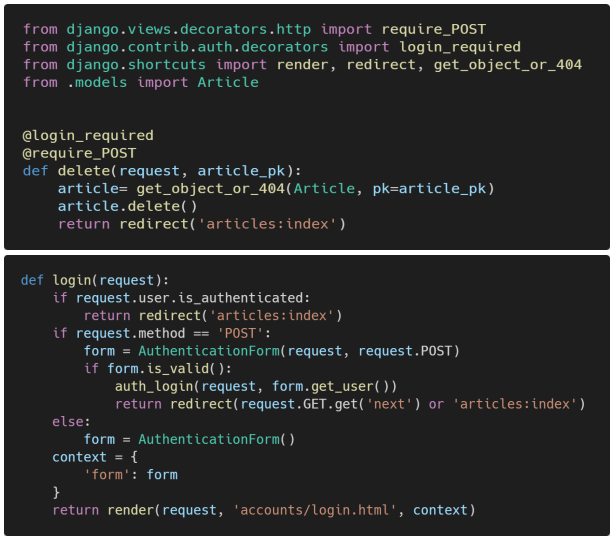 from django.views.decorators.http import require_POST
from django.contrib.auth.decorators import login_required
from django.shortcuts import render, redirect, get_object_or_404
from .models import Article
@login_required
@require_POST
def delete(request, article_pk):
    article= get_object_or_404(Article, pk=article_pk)
    article.delete()
    return redirect('articles:index')
def login(request):
    if request.user.is_authenticated:
        return redirect('articles:index')
    if request.method == 'POST':
        form = AuthenticationForm(request, request.POST)
        if form.is_valid():
            auth_login(request, form.get_user())
            return redirect(request.GET.get('next') or 'articles:index')
    else:
        form = AuthenticationForm()
    context = {
        'form': form
    }
    return render(request, 'accounts/login.html', context)